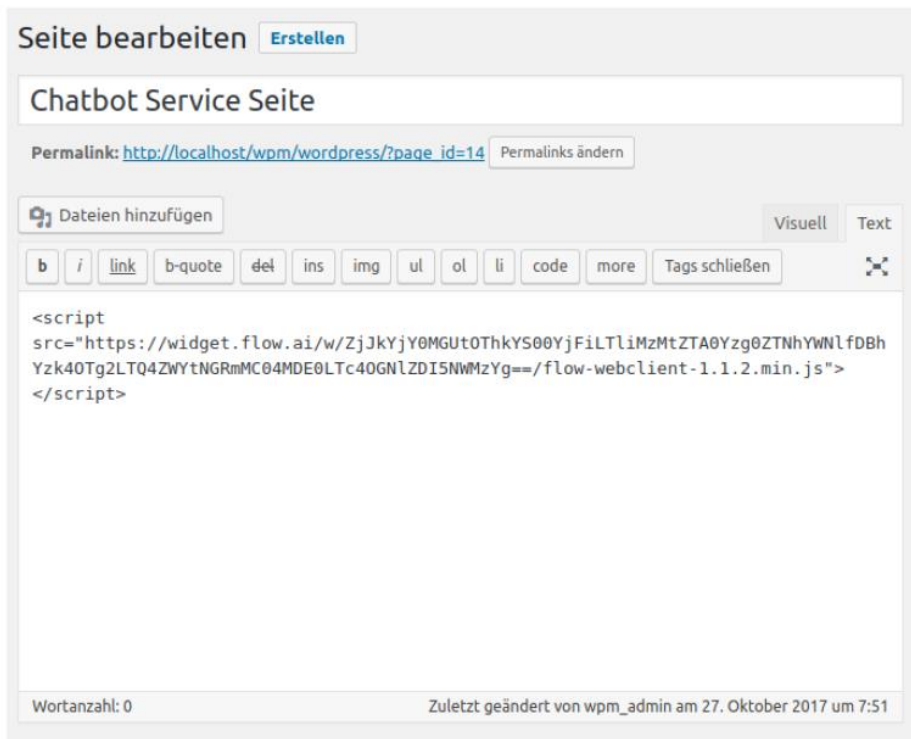 Seite bearbeiten Erstellen
Chatbot Service Seite
Permalink: http://localhost/wpm/wordpress/?page_id=14 Permalinks ändern
Dateien hinzufügen
Visuell Text
b i link b-quote del ins img ul ol li code more Tags schließen
<script
src="https://widget.flow.ai/w/ZjJkYjY0MGUtOThkYS00YjFiLTliMzMtZTA0Yzg0ZTNhYWNlfDBh
Yzk4OTg2LTQ4ZWYtNGRmMC04MDE0LTc4OGNlZDI5NWMzYg==/flow-webclient-1.1.2.min.js">
</script>
Wortanzahl: 0 Zuletzt geändert von wpm_admin am 27. Oktober 2017 um 7:51